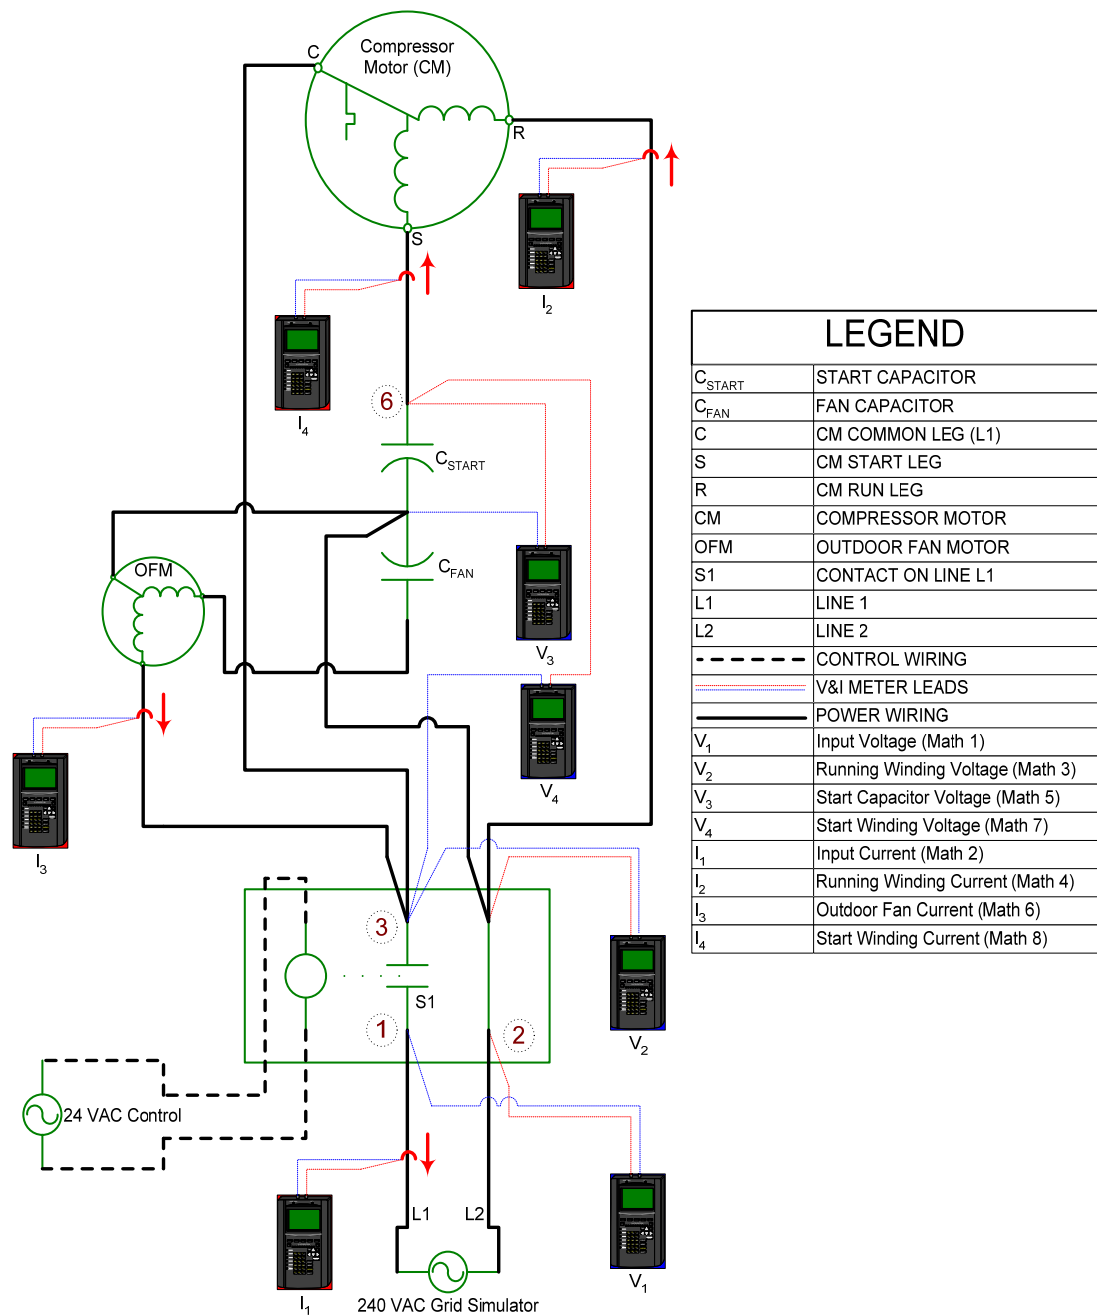 C
Compressor
Motor (CM)
R
S
I2
I4
6
CSTART
CFAN
OFM
V3
V4
I3
3
S1
1
2
V2
24 VAC Control
L1
L2
I1
240 VAC Grid Simulator
V1
LEGEND
CSTART START CAPACITOR
CFAN FAN CAPACITOR
C CM COMMON LEG (L1)
S CM START LEG
R CM RUN LEG
CM COMPRESSOR MOTOR
OFM OUTDOOR FAN MOTOR
S1 CONTACT ON LINE L1
L1 LINE 1
L2 LINE 2
CONTROL WIRING
V&I METER LEADS
POWER WIRING
V1 Input Voltage (Math 1)
V2 Running Winding Voltage (Math 3)
V3 Start Capacitor Voltage (Math 5)
V4 Start Winding Voltage (Math 7)
I1 Input Current (Math 2)
I2 Running Winding Current (Math 4)
I3 Outdoor Fan Current (Math 6)
I4 Start Winding Current (Math 8)